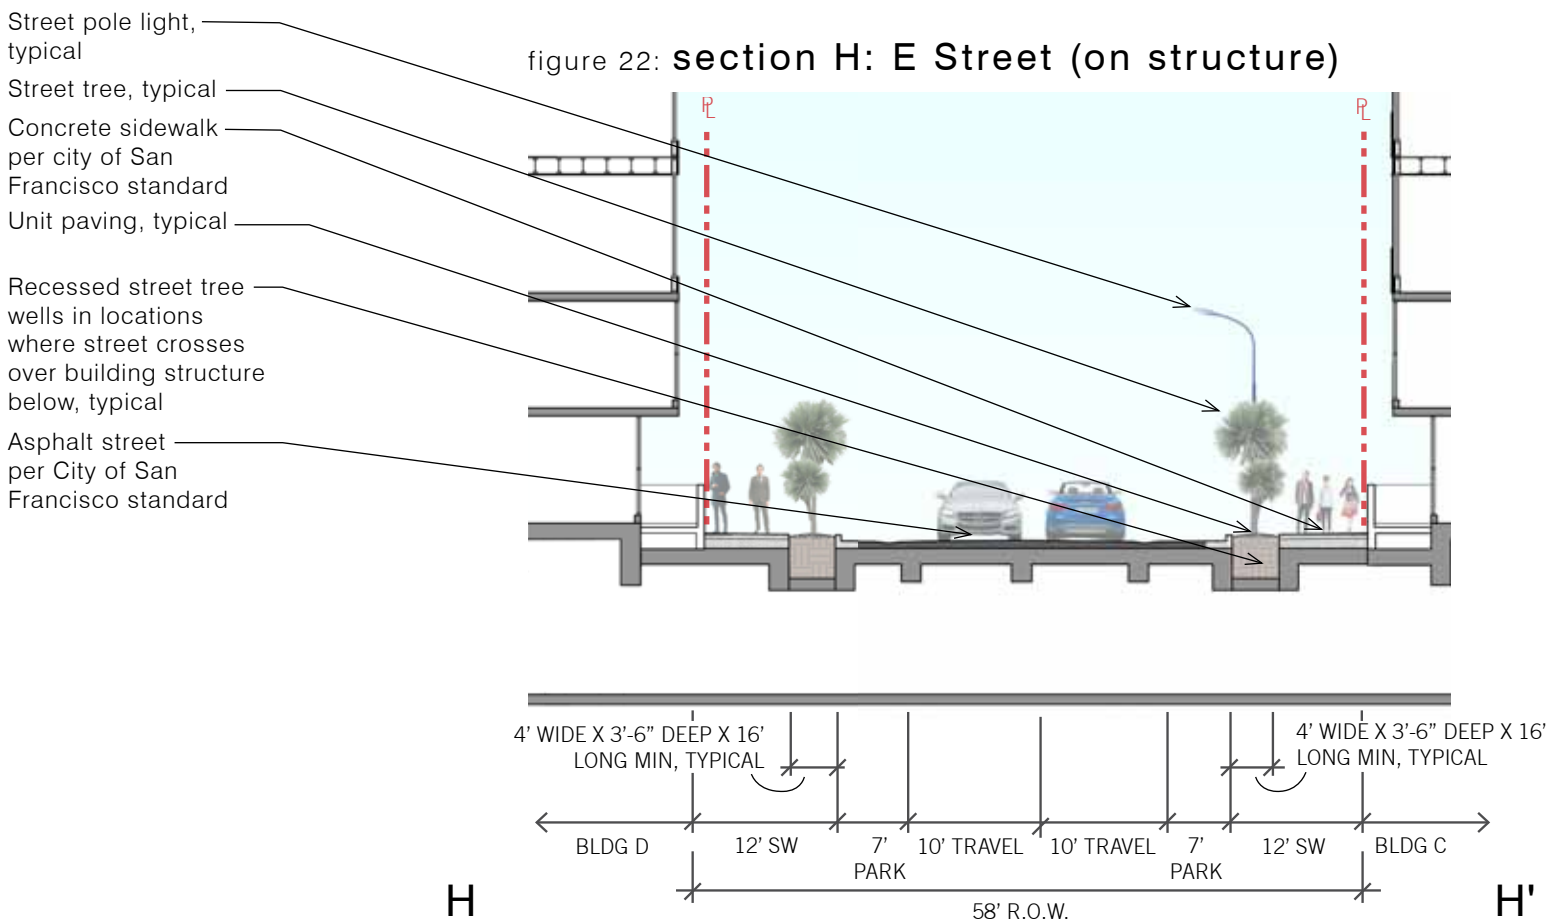 Street pole light,
typical
Street tree, typical
Concrete sidewalk
per city of San
Francisco standard
Unit paving, typical
Recessed street tree
wells in locations
where street crosses
over building structure
below, typical
Asphalt street
per City of San
Francisco standard
figure 22: section H: E Street (on structure)
PL
PL
4’ WIDE X 3’-6” DEEP X 16’
LONG MIN, TYPICAL
4’ WIDE X 3’-6” DEEP X 16’
LONG MIN, TYPICAL
BLDG D
12’ SW
7’
PARK
10’ TRAVEL
10’ TRAVEL
7’
PARK
12’ SW
BLDG C
58’ R.O.W.
H
H'